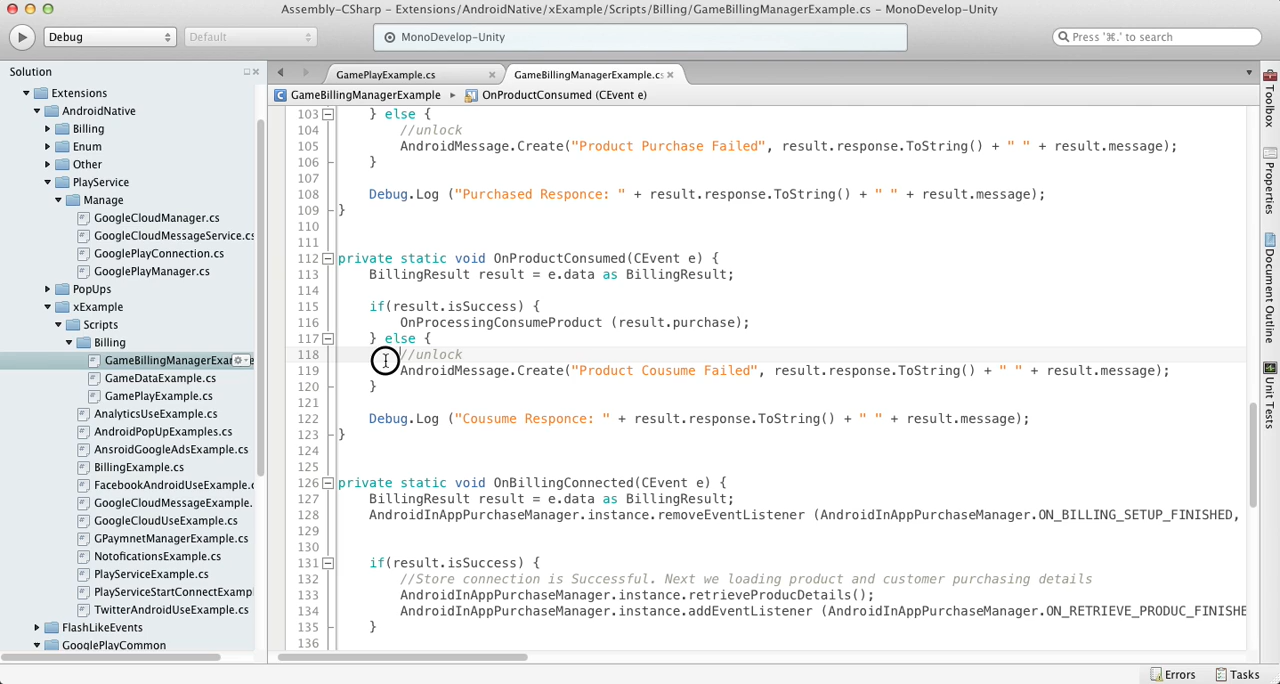 Assembly-CSharp - Extensions/AndroidNative/xExample/Scripts/Billing/GameBillingManagerExample.cs - MonoDevelop-Unity
Debug
Default
MonoDevelop-Unity
Press '⌘.' to search
Solution
Extensions
AndroidNative
Billing
Enum
Other
PlayService
Manage
GoogleCloudManager.cs
GoogleCloudMessageService.cs
GooglePlayConnection.cs
GooglePlayManager.cs
PopUps
xExample
Scripts
Billing
GameBillingManagerExam
GameDataExample.cs
GamePlayExample.cs
AnalyticsUseExample.cs
AndroidPopUpExamples.cs
AnsroidGoogleAdsExample.cs
BillingExample.cs
FacebookAndroidUseExample.c
GoogleCloudMessageExample.
GoogleCloudUseExample.cs
GPaymnetManagerExample.cs
NotoficationsExample.cs
PlayServiceExample.cs
PlayServiceStartConnectExamp
TwitterAndroidUseExample.cs
FlashLikeEvents
GooglePlayCommon
GamePlayExample.cs
GameBillingManagerExample.cs
GameBillingManagerExample
OnProductConsumed (CEvent e)
103 } else {
104 //unlock
105 AndroidMessage.Create("Product Purchase Failed", result.response.ToString() + " " + result.message);
106 }
107
108 Debug.Log ("Purchased Responce: " + result.response.ToString() + " " + result.message);
109 }
110
111
112 private static void OnProductConsumed(CEvent e) {
113 BillingResult result = e.data as BillingResult;
114
115 if(result.isSuccess) {
116 OnProcessingConsumeProduct (result.purchase);
117 } else {
118 //unlock
119 AndroidMessage.Create("Product Cousume Failed", result.response.ToString() + " " + result.message);
120 }
121
122 Debug.Log ("Cousume Responce: " + result.response.ToString() + " " + result.message);
123 }
124
125
126 private static void OnBillingConnected(CEvent e) {
127 BillingResult result = e.data as BillingResult;
128 AndroidInAppPurchaseManager.instance.removeEventListener (AndroidInAppPurchaseManager.ON_BILLING_SETUP_FINISHED,
129
130
131 if(result.isSuccess) {
132 //Store connection is Successful. Next we loading product and customer purchasing details
133 AndroidInAppPurchaseManager.instance.retrieveProducDetails();
134 AndroidInAppPurchaseManager.instance.addEventListener (AndroidInAppPurchaseManager.ON_RETRIEVE_PRODUC_FINISHE
135 }
136
Toolbox
Properties
Document Outline
Unit Tests
Errors
Tasks